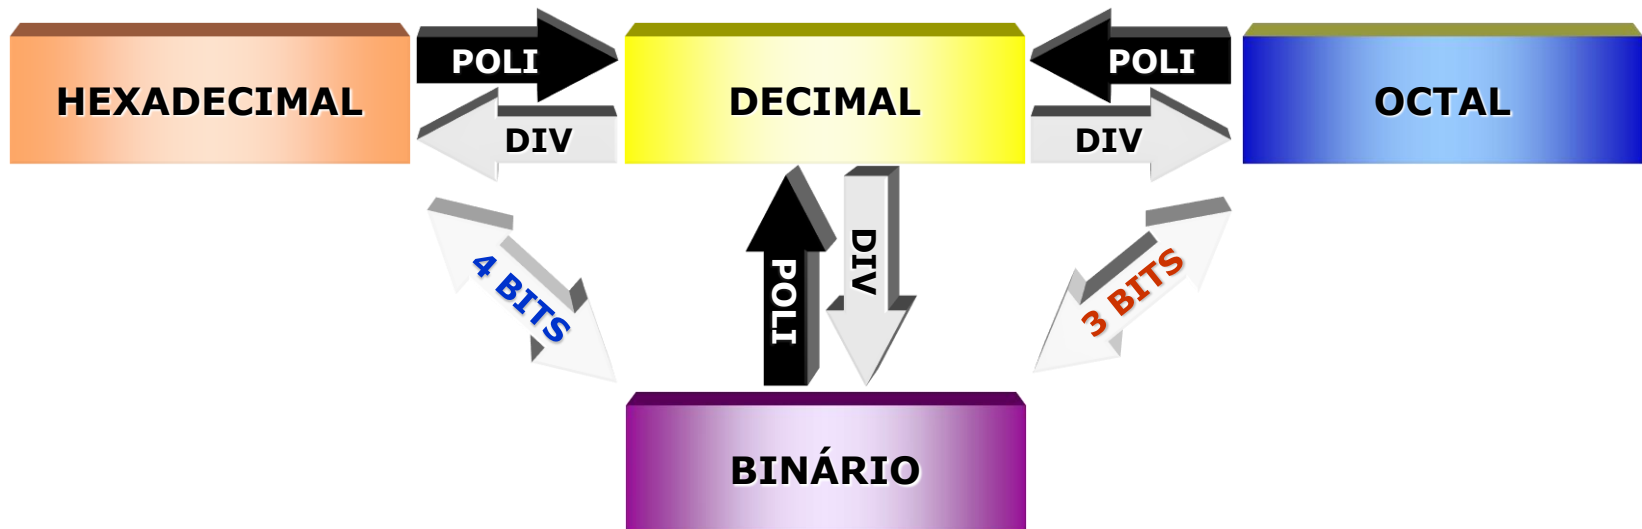 HEXADECIMAL
POLI
DIV
DECIMAL
POLI
DIV
OCTAL
4 BITS
POLI
DIV
3 BITS
BINÁRIO